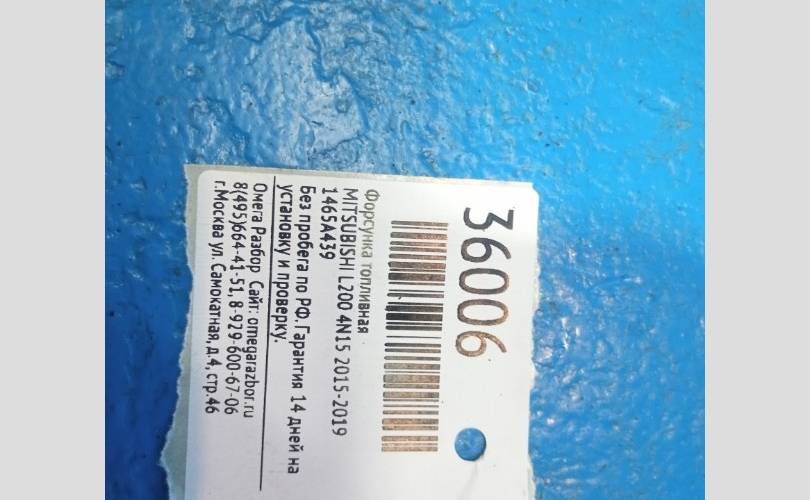 36006
Форсунка топливная
MITSUBISHI L200 4N15 2015-2019
1465A439
Без пробега по РФ. Гарантия 14 дней на
установку и проверку.
Омега Разбор Сайт: omegarazbor.ru
8(495)664-41-51, 8-929-600-67-06
г.Москва ул. Самокатная, д.4, стр.46